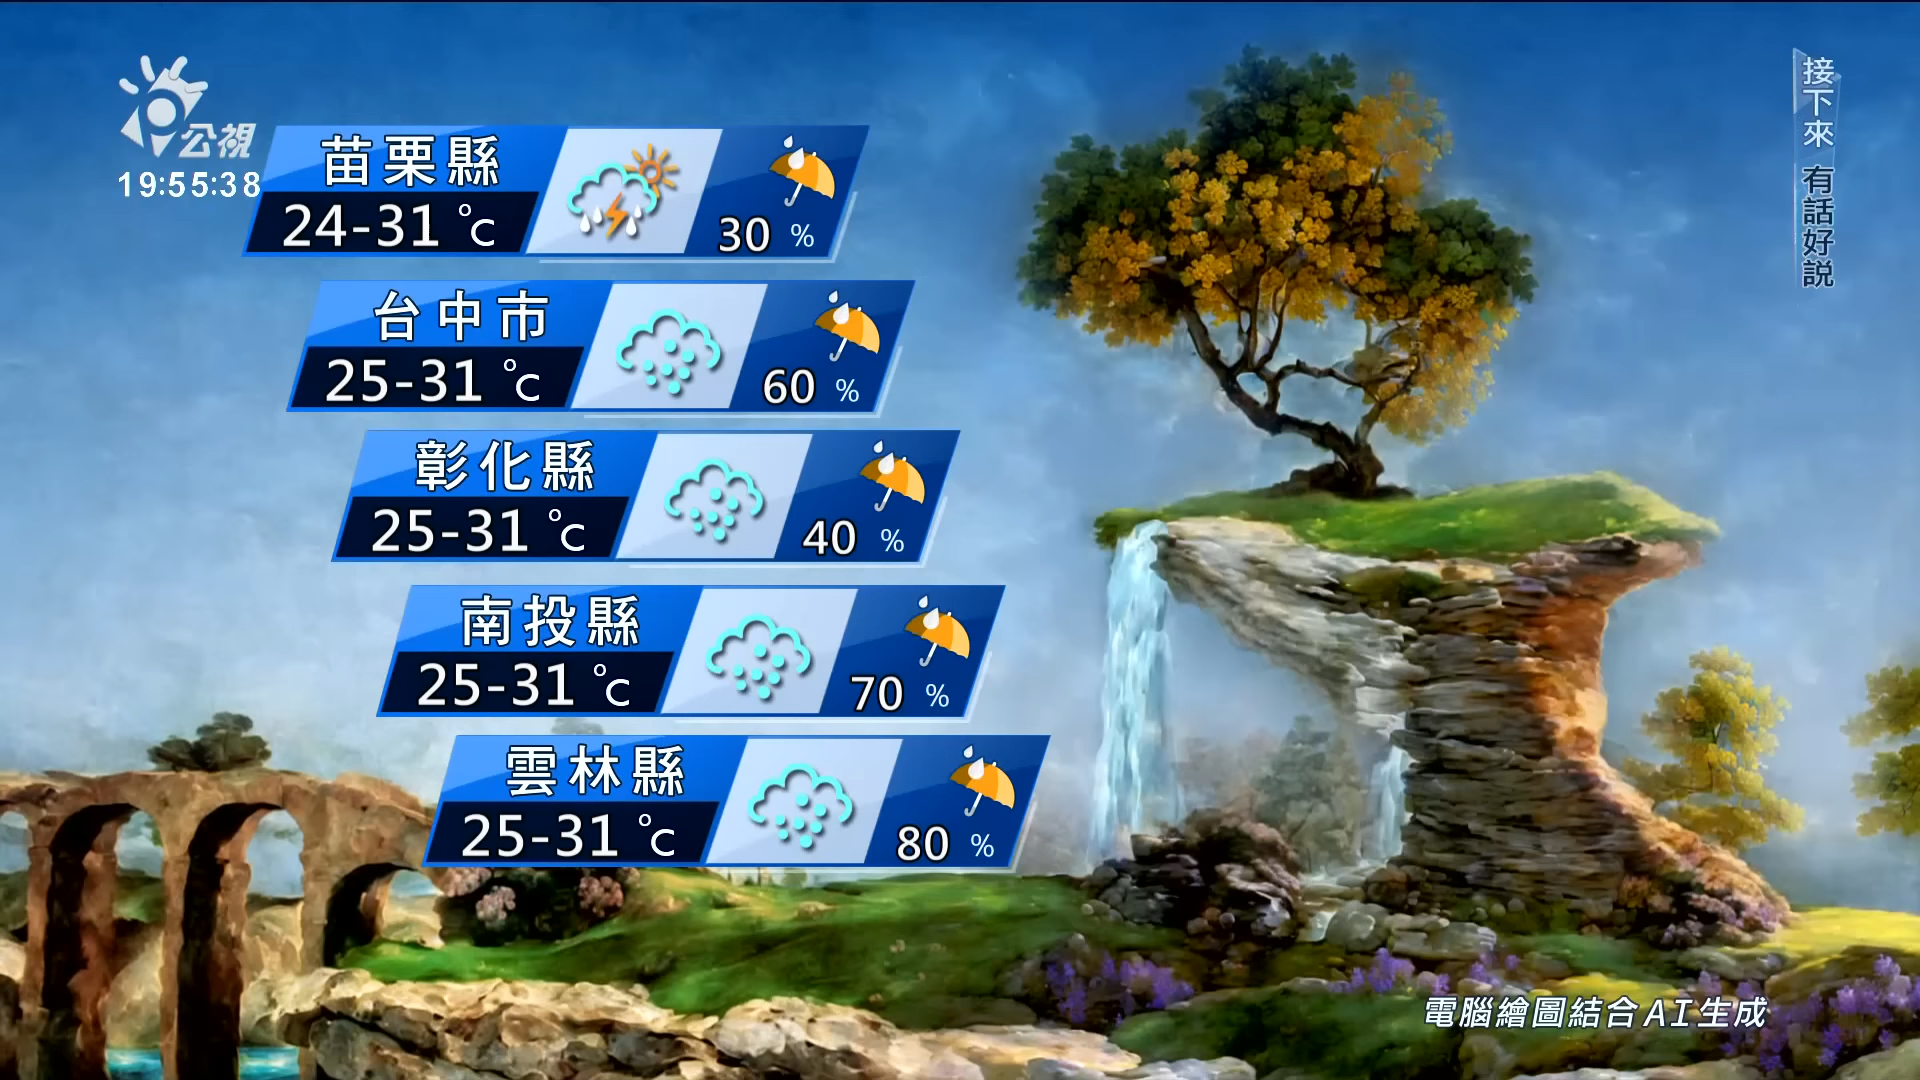 公視
19:55:38
苗栗縣
24-31 °C
30 %
台中市
25-31 °C
60 %
彰化縣
25-31 °C
40 %
南投縣
25-31 °C
70 %
雲林縣
25-31 °C
80 %
接下來 有話好說
電腦繪圖結合AI生成